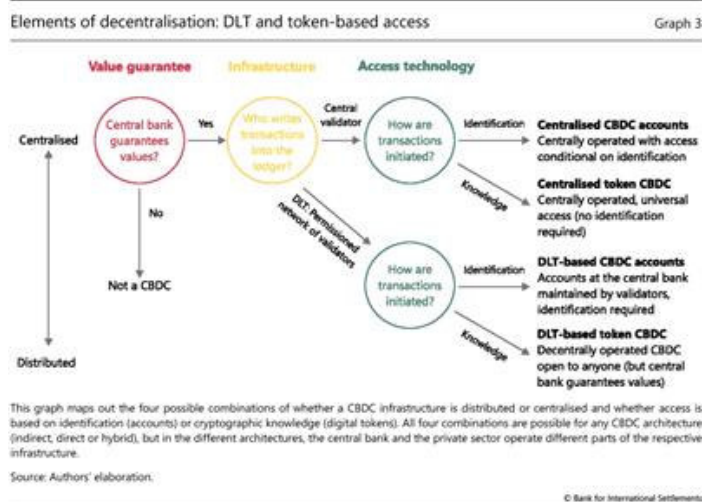 Elements of decentralisation: DLT and token-based access
Graph 3
Value guarantee
Infrastructure
Access technology
Centralised
Distributed
Central bank
guarantees
values?
Yes
No
Not a CBDC
Who writes
transactions
into the
ledger?
Central
validator
DLT: Permissioned
network of validators
How are
transactions
initiated?
Identification
Knowledge
Centralised CBDC accounts
Centrally operated with access
conditional on identification
Centralised token CBDC
Centrally operated, universal
access (no identification
required)
How are
transactions
initiated?
Identification
Knowledge
DLT-based CBDC accounts
Accounts at the central bank
maintained by validators,
identification required
DLT-based token CBDC
Decentrally operated CBDC
open to anyone (but central
bank guarantees values)
This graph maps out the four possible combinations of whether a CBDC infrastructure is distributed or centralised and whether access is
based on identification (accounts) or cryptographic knowledge (digital tokens). All four combinations are possible for any CBDC architecture
(indirect, direct or hybrid), but in the different architectures, the central bank and the private sector operate different parts of the respective
infrastructure.
Source: Authors' elaboration.
© Bank for International Settlements